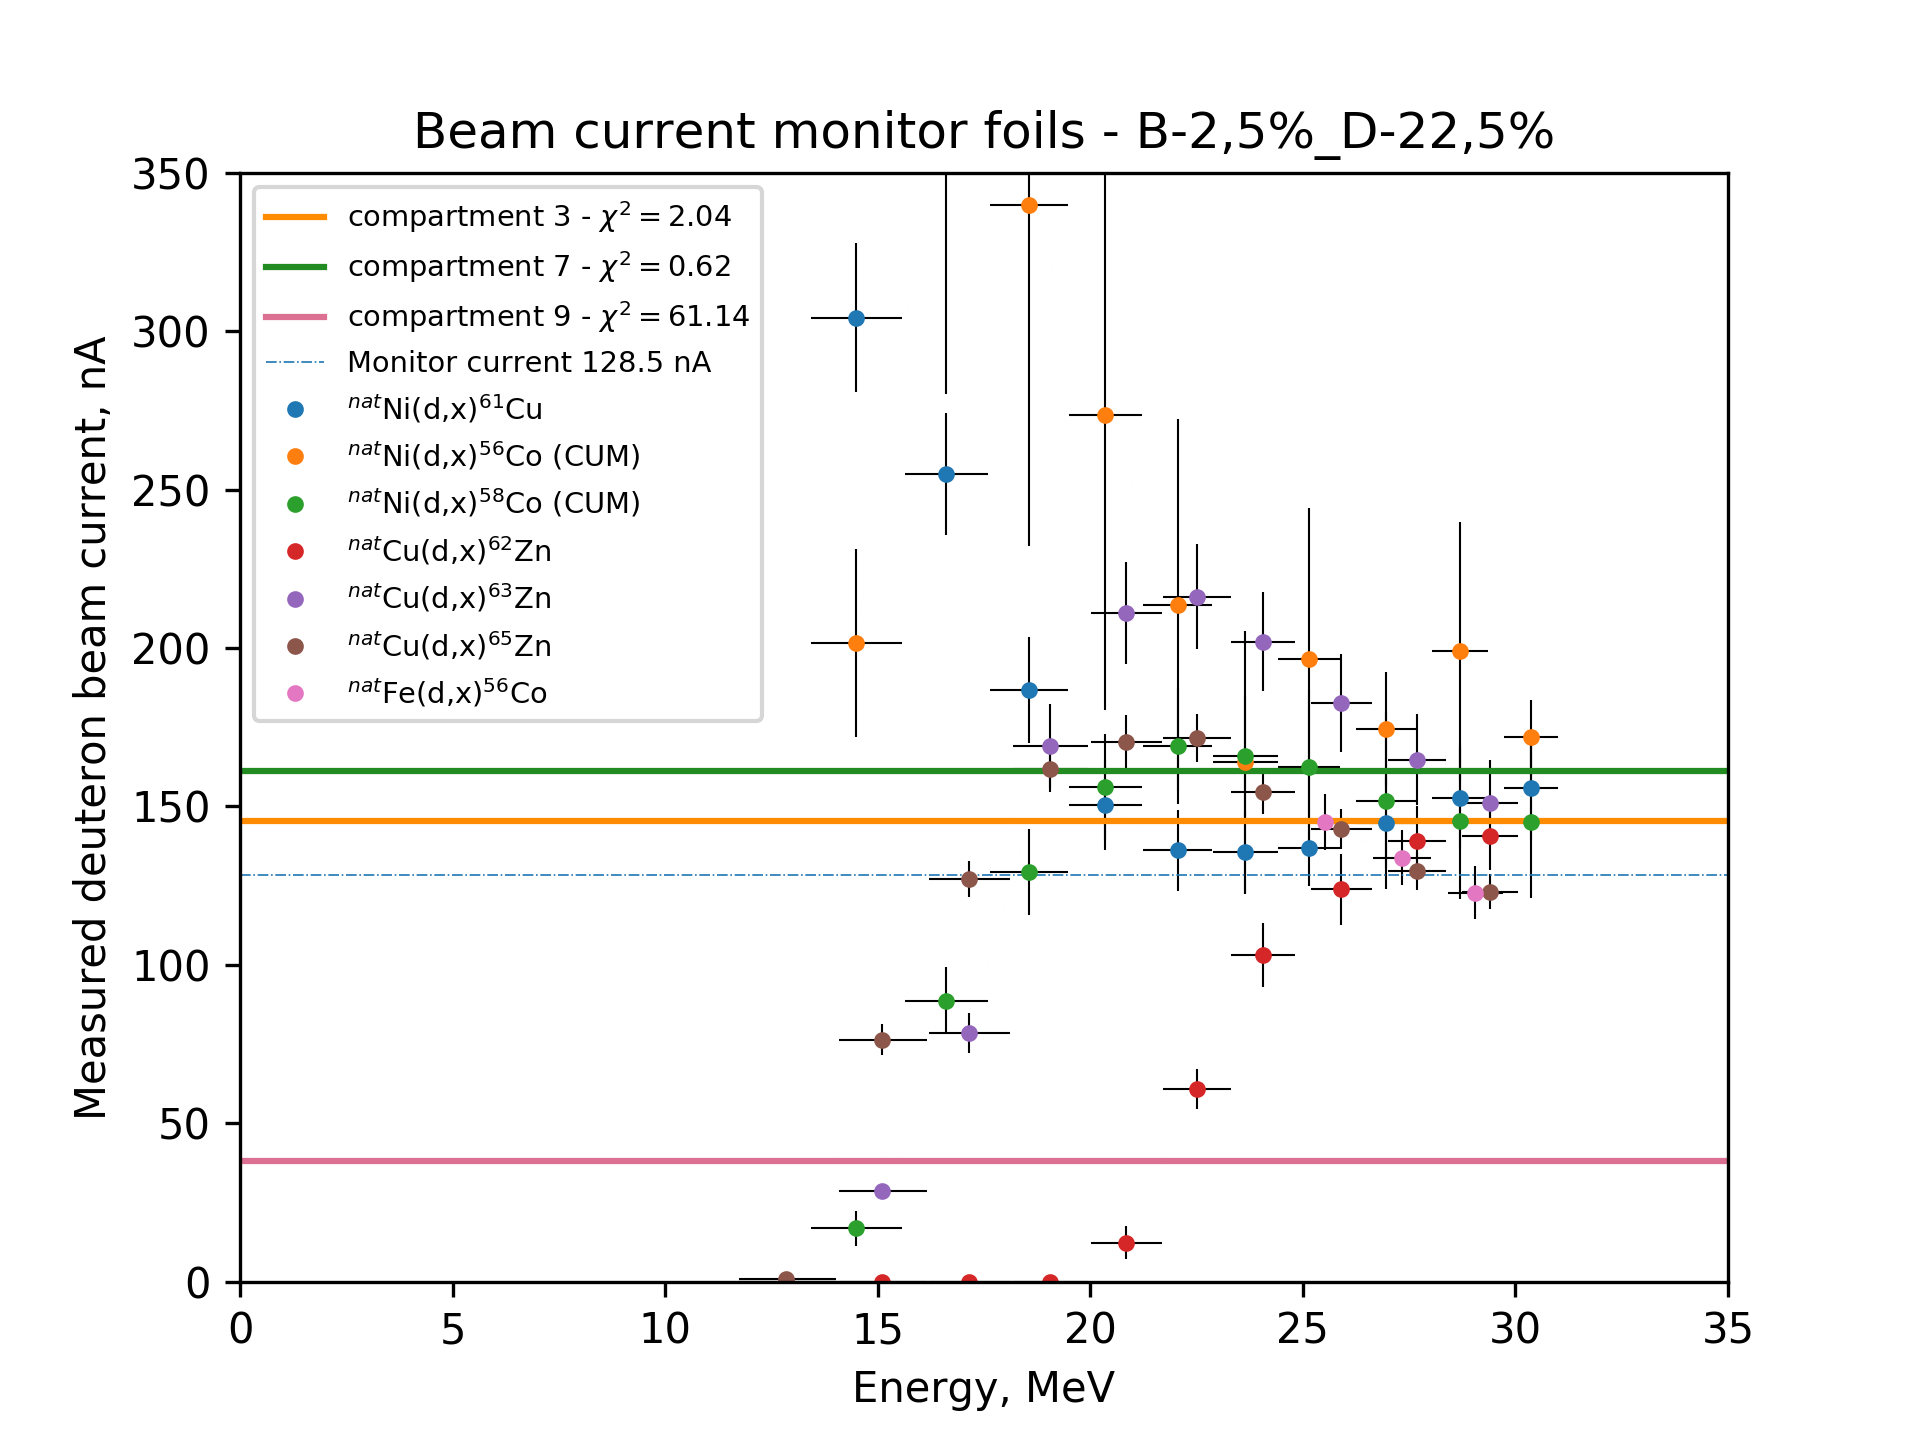 Beam current monitor foils - B-2,5%_D-22,5%
350
300
250
200
150
100
50
0
Measured deuteron beam current, nA
compartment 3 - χ² = 2.04
compartment 7 - χ² = 0.62
compartment 9 - χ² = 61.14
Monitor current 128.5 nA
ⁿᵃᵗNi(d,x)⁶¹Cu
ⁿᵃᵗNi(d,x)⁵⁶Co (CUM)
ⁿᵃᵗNi(d,x)⁵⁸Co (CUM)
ⁿᵃᵗCu(d,x)⁶²Zn
ⁿᵃᵗCu(d,x)⁶³Zn
ⁿᵃᵗCu(d,x)⁶⁵Zn
ⁿᵃᵗFe(d,x)⁵⁶Co
0 5 10 15 20 25 30 35
Energy, MeV